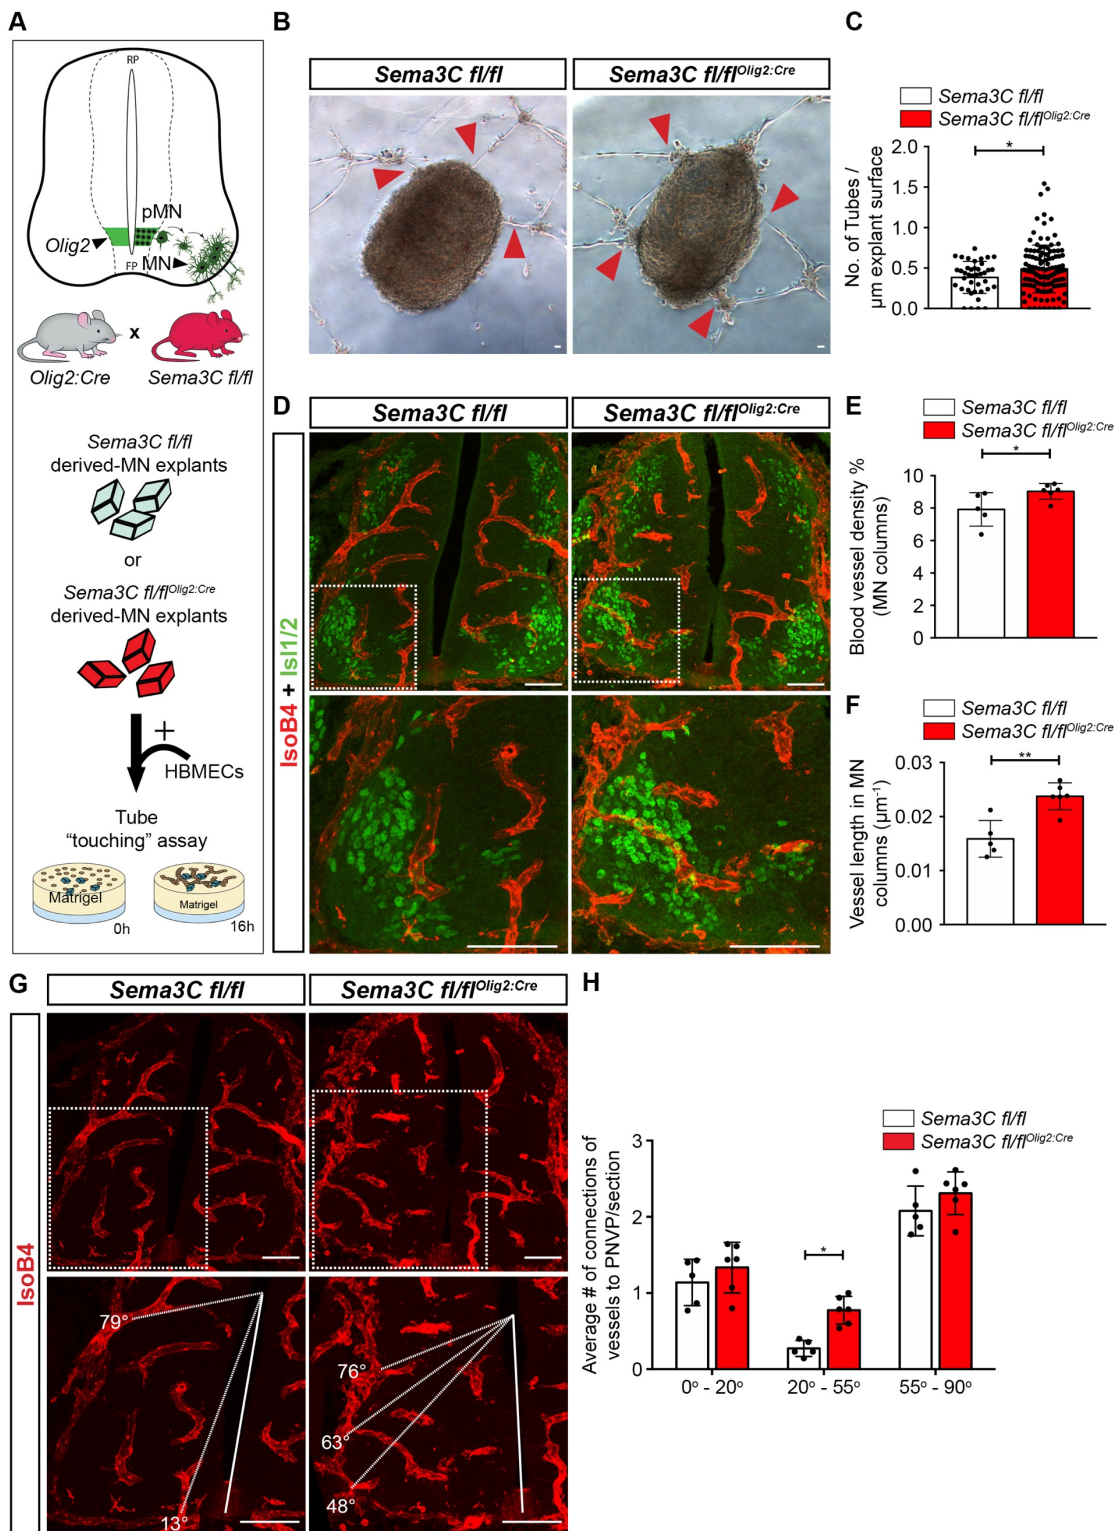 A
RP
pMN
Olig2
FP
MN
x
Olig2:Cre
Sema3C fl/fl
Sema3C fl/fl
derived-MN explants
or
Sema3C fl/flOlig2:Cre
derived-MN explants
+
HBMECs
Tube
“touching” assay
Matrigel
Matrigel
0h
16h
B
Sema3C fl/fl
Sema3C fl/flOlig2:Cre
C
Sema3C fl/fl
Sema3C fl/flOlig2:Cre
No. of Tubes /
μm explant surface
*
2.0
1.5
1.0
0.5
0.0
D
Sema3C fl/fl
Sema3C fl/flOlig2:Cre
IsoB4 + Isl1/2
E
Sema3C fl/fl
Sema3C fl/flOlig2:Cre
Blood vessel density %
(MN columns)
*
10
8
6
4
2
0
F
Sema3C fl/fl
Sema3C fl/flOlig2:Cre
Vessel length in MN
columns (μm-1)
**
0.03
0.02
0.01
0.00
G
Sema3C fl/fl
Sema3C fl/flOlig2:Cre
IsoB4
79°
13°
76°
63°
48°
H
Sema3C fl/fl
Sema3C fl/flOlig2:Cre
Average # of connections of
vessels to PNVP/section
*
3
2
1
0
0° - 20°
20° - 55°
55° - 90°